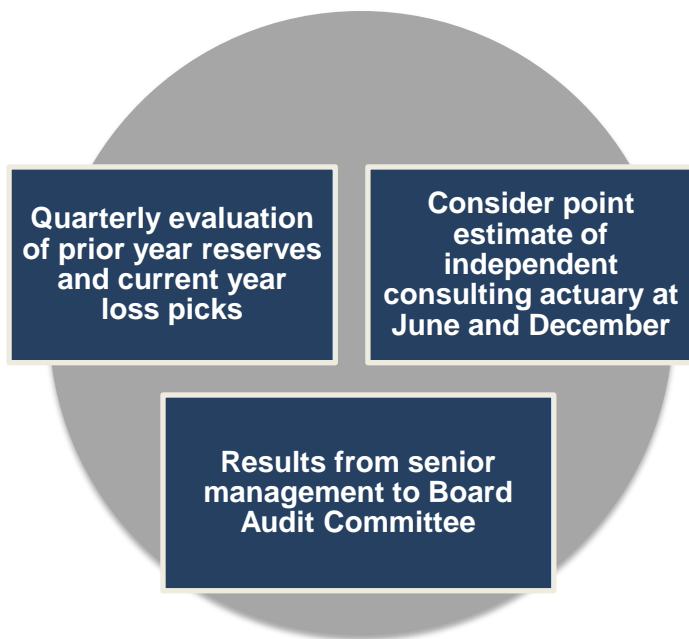 Quarterly evaluation
of prior year reserves
and current year
loss picks
Consider point
estimate of
independent
consulting actuary at
June and December
Results from senior
management to Board
Audit Committee